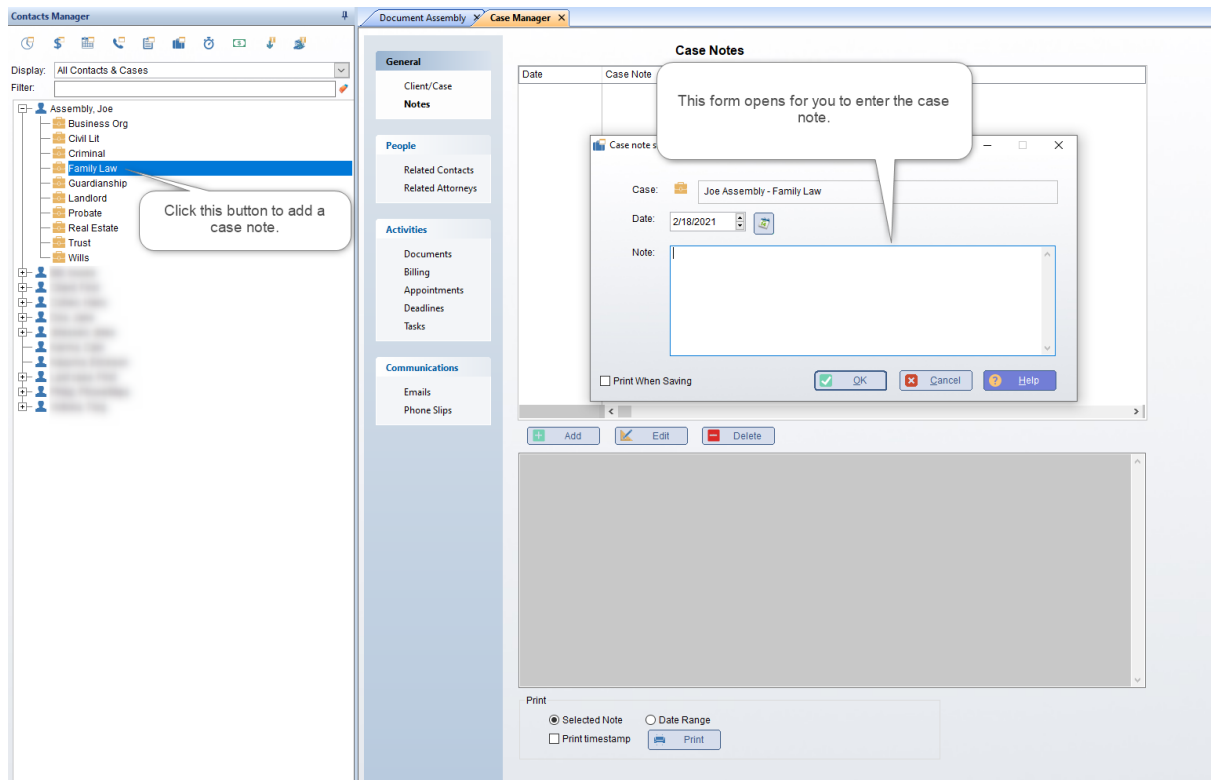 Contacts Manager
Display: All Contacts & Cases
Filter:
Assembly, Joe
Business Org
Civil Lit
Criminal
Family Law
Guardianship
Landlord
Probate
Real Estate
Trust
Wills
Click this button to add a
case note.
Document Assembly
Case Manager
General
Client/Case
Notes
People
Related Contacts
Related Attorneys
Activities
Documents
Billing
Appointments
Deadlines
Tasks
Communications
Emails
Phone Slips
Case Notes
Date Case Note
This form opens for you to enter the case
note.
Case note s
Case: Joe Assembly - Family Law
Date: 2/18/2021
Note:
Print When Saving
OK Cancel Help
Add Edit Delete
Print
Selected Note Date Range
Print timestamp Print